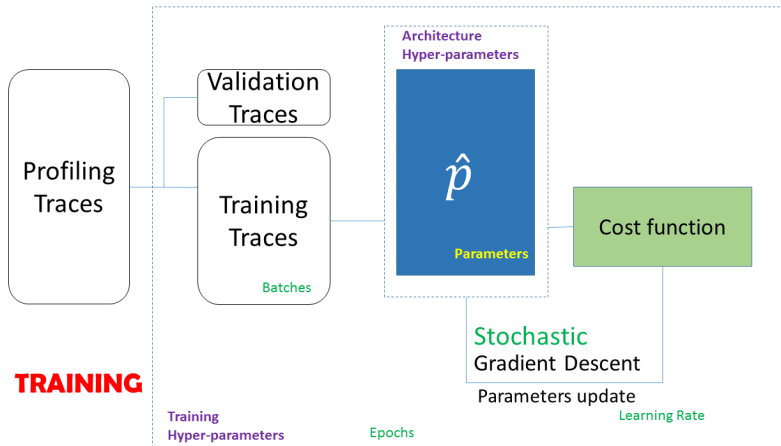 Architecture
Hyper-parameters
Validation
Traces
Profiling
Traces
Training
Traces
Batches
p̂
Parameters
Cost function
Stochastic
Gradient Descent
Parameters update
Learning Rate
TRAINING
Training
Hyper-parameters
Epochs